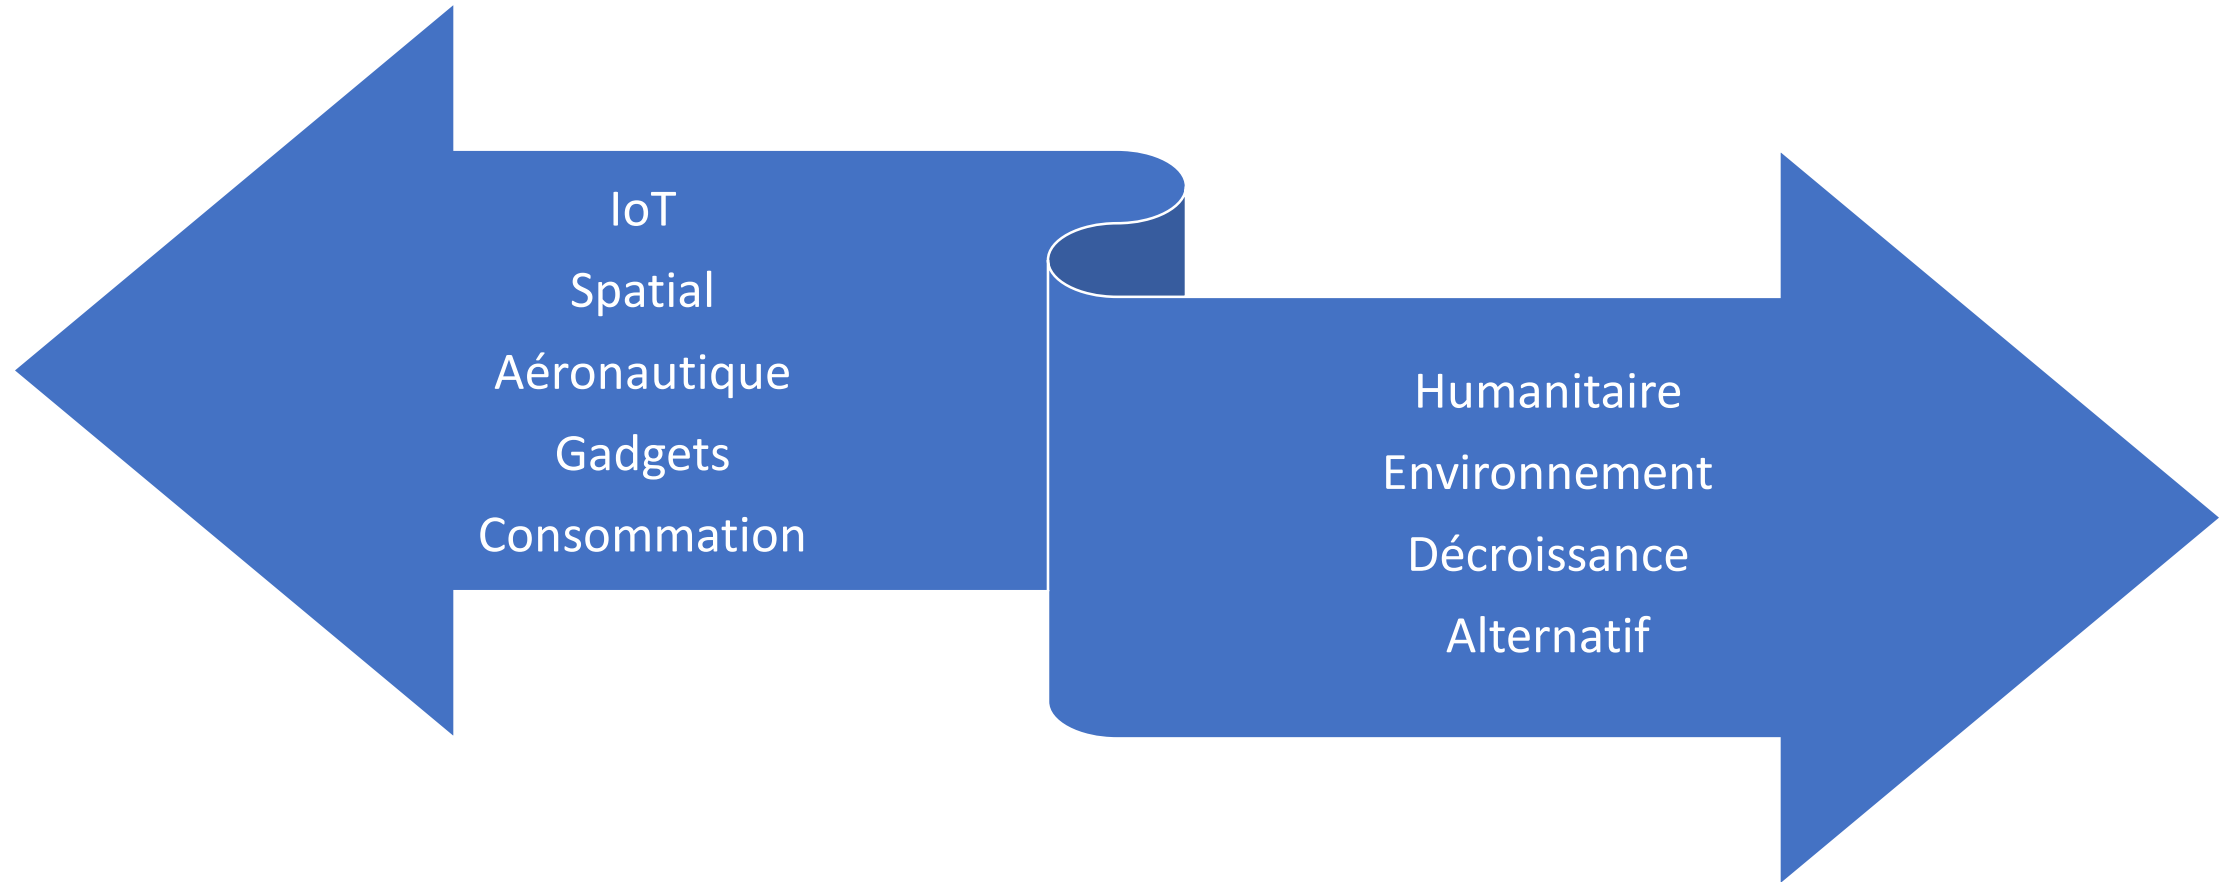 IoT
Spatial
Aéronautique
Gadgets
Consommation
Humanitaire
Environnement
Décroissance
Alternatif